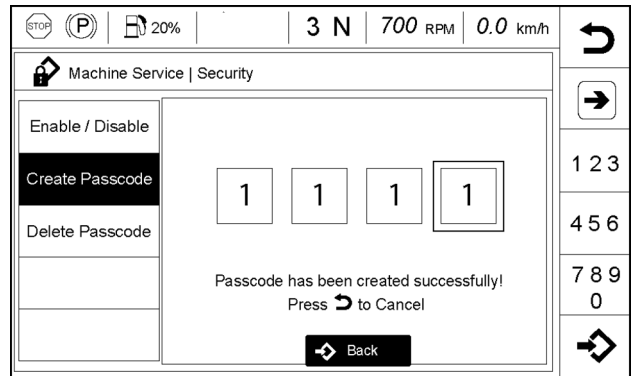 STOP (P) 20% 3 N 700 RPM 0.0 km/h
Machine Service | Security
Enable / Disable
Create Passcode
Delete Passcode
1 1 1 1
Passcode has been created successfully!
Press to Cancel
Back
1 2 3
4 5 6
7 8 9
0